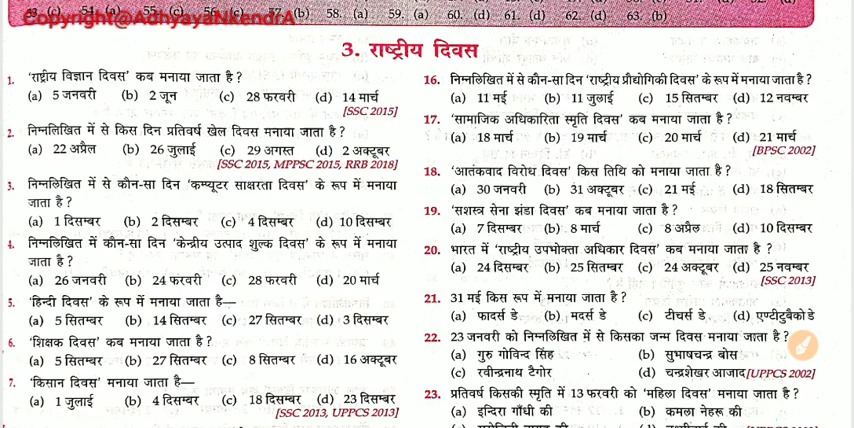 53. (c) 54. (a) 55. (c) 56. (c) 57. (b) 58. (a) 59. (a) 60. (d) 61. (d) 62. (d) 63. (b)
Copyright@AdhyayaNkendrA
3. राष्ट्रीय दिवस
1. 'राष्ट्रीय विज्ञान दिवस' कब मनाया जाता है ?
(a) 5 जनवरी (b) 2 जून (c) 28 फरवरी (d) 14 मार्च
[SSC 2015]
2. निम्नलिखित में से किस दिन प्रतिवर्ष खेल दिवस मनाया जाता है ?
(a) 22 अप्रैल (b) 26 जुलाई (c) 29 अगस्त (d) 2 अक्टूबर
[SSC 2015, MPPSC 2015, RRB 2018]
3. निम्नलिखित में से कौन-सा दिन 'कम्प्यूटर साक्षरता दिवस' के रूप में मनाया
जाता है ?
(a) 1 दिसम्बर (b) 2 दिसम्बर (c) 4 दिसम्बर (d) 10 दिसम्बर
4. निम्नलिखित में कौन-सा दिन 'केन्द्रीय उत्पाद शुल्क दिवस' के रूप में मनाया
जाता है ?
(a) 26 जनवरी (b) 24 फरवरी (c) 28 फरवरी (d) 20 मार्च
5. 'हिन्दी दिवस' के रूप में मनाया जाता है—
(a) 5 सितम्बर (b) 14 सितम्बर (c) 27 सितम्बर (d) 3 दिसम्बर
6. 'शिक्षक दिवस' कब मनाया जाता है ?
(a) 5 सितम्बर (b) 27 सितम्बर (c) 8 सितम्बर (d) 16 अक्टूबर
7. 'किसान दिवस' मनाया जाता है—
(a) 1 जुलाई (b) 4 दिसम्बर (c) 18 दिसम्बर (d) 23 दिसम्बर
[SSC 2013, UPPCS 2013]
16. निम्नलिखित में से कौन-सा दिन 'राष्ट्रीय प्रौद्योगिकी दिवस' के रूप में मनाया जाता है ?
(a) 11 मई (b) 11 जुलाई (c) 15 सितम्बर (d) 12 नवम्बर
17. 'सामाजिक अधिकारिता स्मृति दिवस' कब मनाया जाता है ?
(a) 18 मार्च (b) 19 मार्च (c) 20 मार्च (d) 21 मार्च
[BPSC 2002]
18. 'आतंकवाद विरोध दिवस' किस तिथि को मनाया जाता है ?
(a) 30 जनवरी (b) 31 अक्टूबर (c) 21 मई (d) 18 सितम्बर
19. 'सशस्त्र सेना झंडा दिवस' कब मनाया जाता है ?
(a) 7 दिसम्बर (b) 8 मार्च (c) 8 अप्रैल (d) 10 दिसम्बर
20. भारत में 'राष्ट्रीय उपभोक्ता अधिकार दिवस' कब मनाया जाता है ?
(a) 24 दिसम्बर (b) 25 सितम्बर (c) 24 अक्टूबर (d) 25 नवम्बर
[SSC 2013]
21. 31 मई किस रूप में मनाया जाता है ?
(a) फादर्स डे (b) मदर्स डे (c) टीचर्स डे (d) एण्टीटुबैको डे
22. 23 जनवरी को निम्नलिखित में से किसका जन्म दिवस मनाया जाता है ?
(a) गुरु गोविन्द सिंह (b) सुभाषचन्द्र बोस
(c) रवीन्द्रनाथ टैगोर (d) चन्द्रशेखर आजाद [UPPCS 2002]
23. प्रतिवर्ष किसकी स्मृति में 13 फरवरी को 'महिला दिवस' मनाया जाता है ?
(a) इन्दिरा गाँधी की (b) कमला नेहरू की